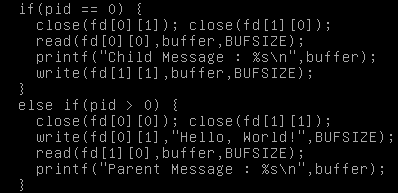 if(pid == 0) {
close(fd[0][1]); close(fd[1][0]);
read(fd[0][0],buffer,BUFSIZE);
printf("Child Message : %s\n",buffer);
write(fd[1][1],buffer,BUFSIZE);
}
else if(pid > 0) {
close(fd[0][0]); close(fd[1][1]);
write(fd[0][1],"Hello, World!",BUFSIZE);
read(fd[1][0],buffer,BUFSIZE);
printf("Parent Message : %s\n",buffer);
}